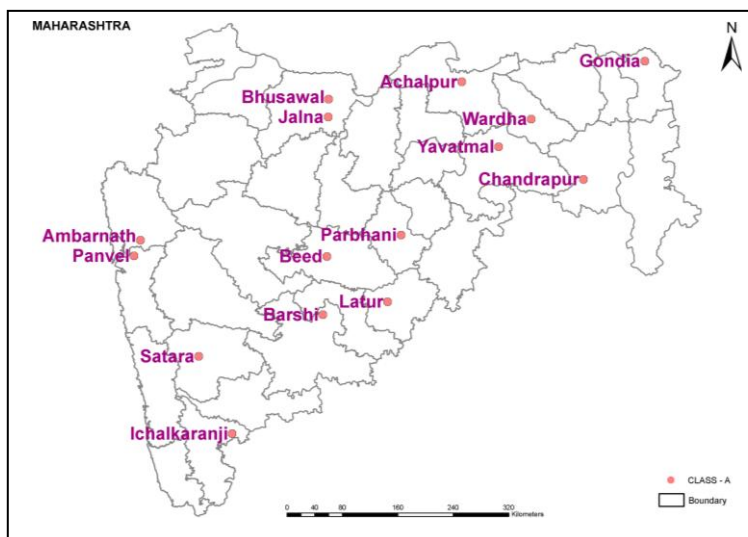 MAHARASHTRA
N
Gondia
Achalpur
Bhusawal
Jalna
Wardha
Yavatmal
Chandrapur
Ambarnath
Panvel
Parbhani
Beed
Latur
Barshi
Satara
Ichalkaranji
CLASS - A
Boundary
0 40 80 160 240 320
Kilometers